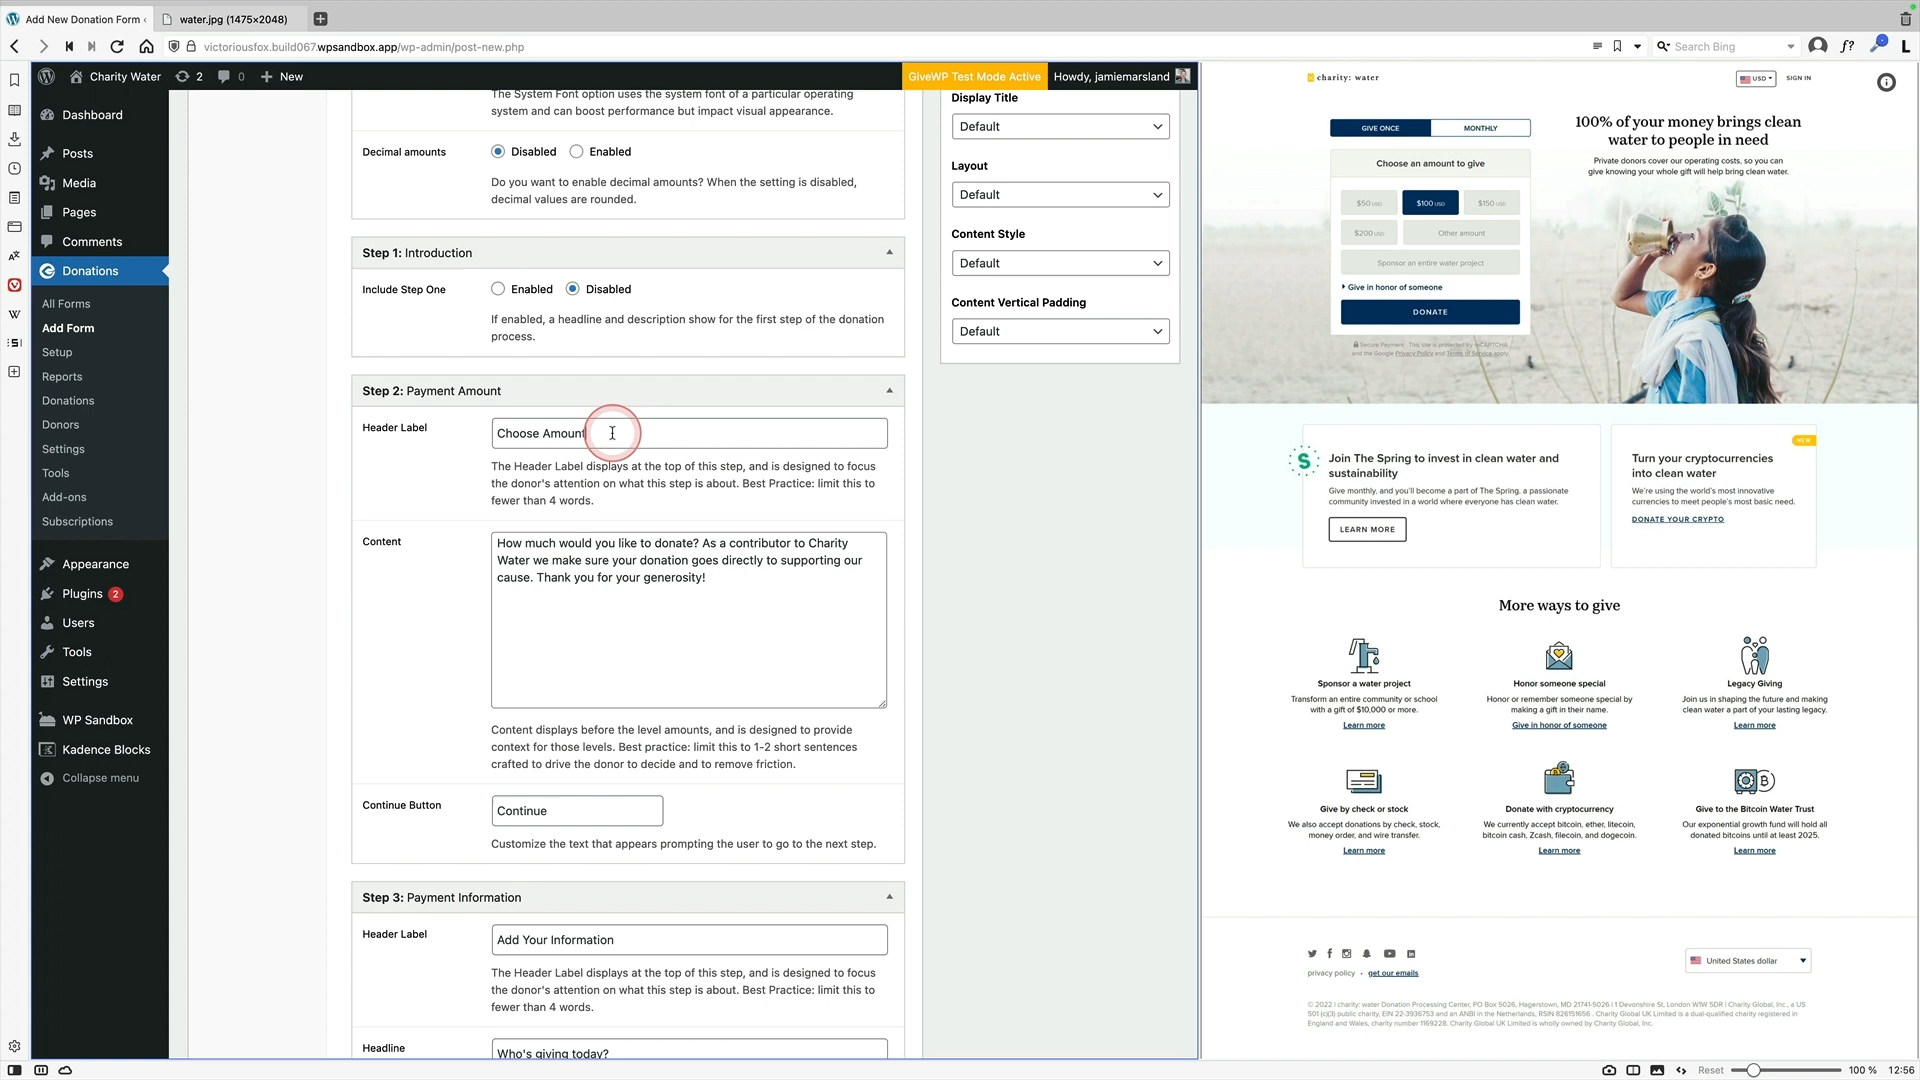 Add New Donation Form ‹
water.jpg (1475×2048)
victoriousfox.build067.wpsandbox.app/wp-admin/post-new.php
Search Bing
f?
L
Charity Water
2
0
New
GiveWP Test Mode Active
Howdy, jamiemarsland
Dashboard
Posts
Media
Pages
Comments
Donations
All Forms
Add Form
Setup
Reports
Donations
Donors
Settings
Tools
Add-ons
Subscriptions
Appearance
Plugins 2
Users
Tools
Settings
WP Sandbox
Kadence Blocks
Collapse menu
The System Font option uses the system font of a particular operating
system and can boost performance but impact visual appearance.
Decimal amounts
Disabled
Enabled
Do you want to enable decimal amounts? When the setting is disabled,
decimal values are rounded.
Step 1: Introduction
Include Step One
Enabled
Disabled
If enabled, a headline and description show for the first step of the donation
process.
Step 2: Payment Amount
Header Label
Choose Amount
The Header Label displays at the top of this step, and is designed to focus
the donor's attention on what this step is about. Best Practice: limit this to
fewer than 4 words.
Content
How much would you like to donate? As a contributor to Charity
Water we make sure your donation goes directly to supporting our
cause. Thank you for your generosity!
Content displays before the level amounts, and is designed to provide
context for those levels. Best practice: limit this to 1-2 short sentences
crafted to drive the donor to decide and to remove friction.
Continue Button
Continue
Customize the text that appears prompting the user to go to the next step.
Step 3: Payment Information
Header Label
Add Your Information
The Header Label displays at the top of this step, and is designed to focus
the donor's attention on what this step is about. Best Practice: limit this to
fewer than 4 words.
Headline
Who's giving today?
Display Title
Default
Layout
Default
Content Style
Default
Content Vertical Padding
Default
charity: water
USD
SIGN IN
GIVE ONCE
MONTHLY
Choose an amount to give
$50 USD
$100 USD
$150 USD
$200 USD
Other amount
Sponsor an entire water project
Give in honor of someone
DONATE
Secure Payment · This site is protected by reCAPTCHA
and the Google Privacy Policy and Terms of Service apply.
100% of your money brings clean
water to people in need
Private donors cover our operating costs, so you can
give knowing your whole gift will help bring clean water.
S
Join The Spring to invest in clean water and
sustainability
Give monthly, and you'll become a part of The Spring, a passionate
community invested in a world where everyone has clean water.
LEARN MORE
NEW
Turn your cryptocurrencies
into clean water
We're using the world's most innovative
currencies to meet people's most basic need.
DONATE YOUR CRYPTO
More ways to give
Sponsor a water project
Transform an entire community or school
with a gift of $10,000 or more.
Learn more
Honor someone special
Honor or remember someone special by
making a gift in their name.
Give in honor of someone
Legacy Giving
Join us in shaping the future and making
clean water a part of your lasting legacy.
Learn more
Give by check or stock
We also accept donations by check, stock,
money order, and wire transfer.
Learn more
Donate with cryptocurrency
We currently accept bitcoin, ether, litecoin,
bitcoin cash, Zcash, filecoin, and dogecoin.
Learn more
Give to the Bitcoin Water Trust
Our exponential growth fund will hold all
donated bitcoins until at least 2025.
Learn more
privacy policy • get our emails
United States dollar
© 2022 | charity: water Donation Processing Center, PO Box 5026, Hagerstown, MD 21741-5026 | 1 Devonshire St, London W1W 5DR | Charity Global, Inc., a US
501 (c)(3) public charity, EIN 22-3936753 and an ANBI in the Netherlands, RSIN 826151656 . Charity Global UK Limited is a dual-qualified charity registered in
England and Wales, charity number 1169228. Charity Global UK Limited is wholly owned by Charity Global, Inc.
Reset
100 %
12:56